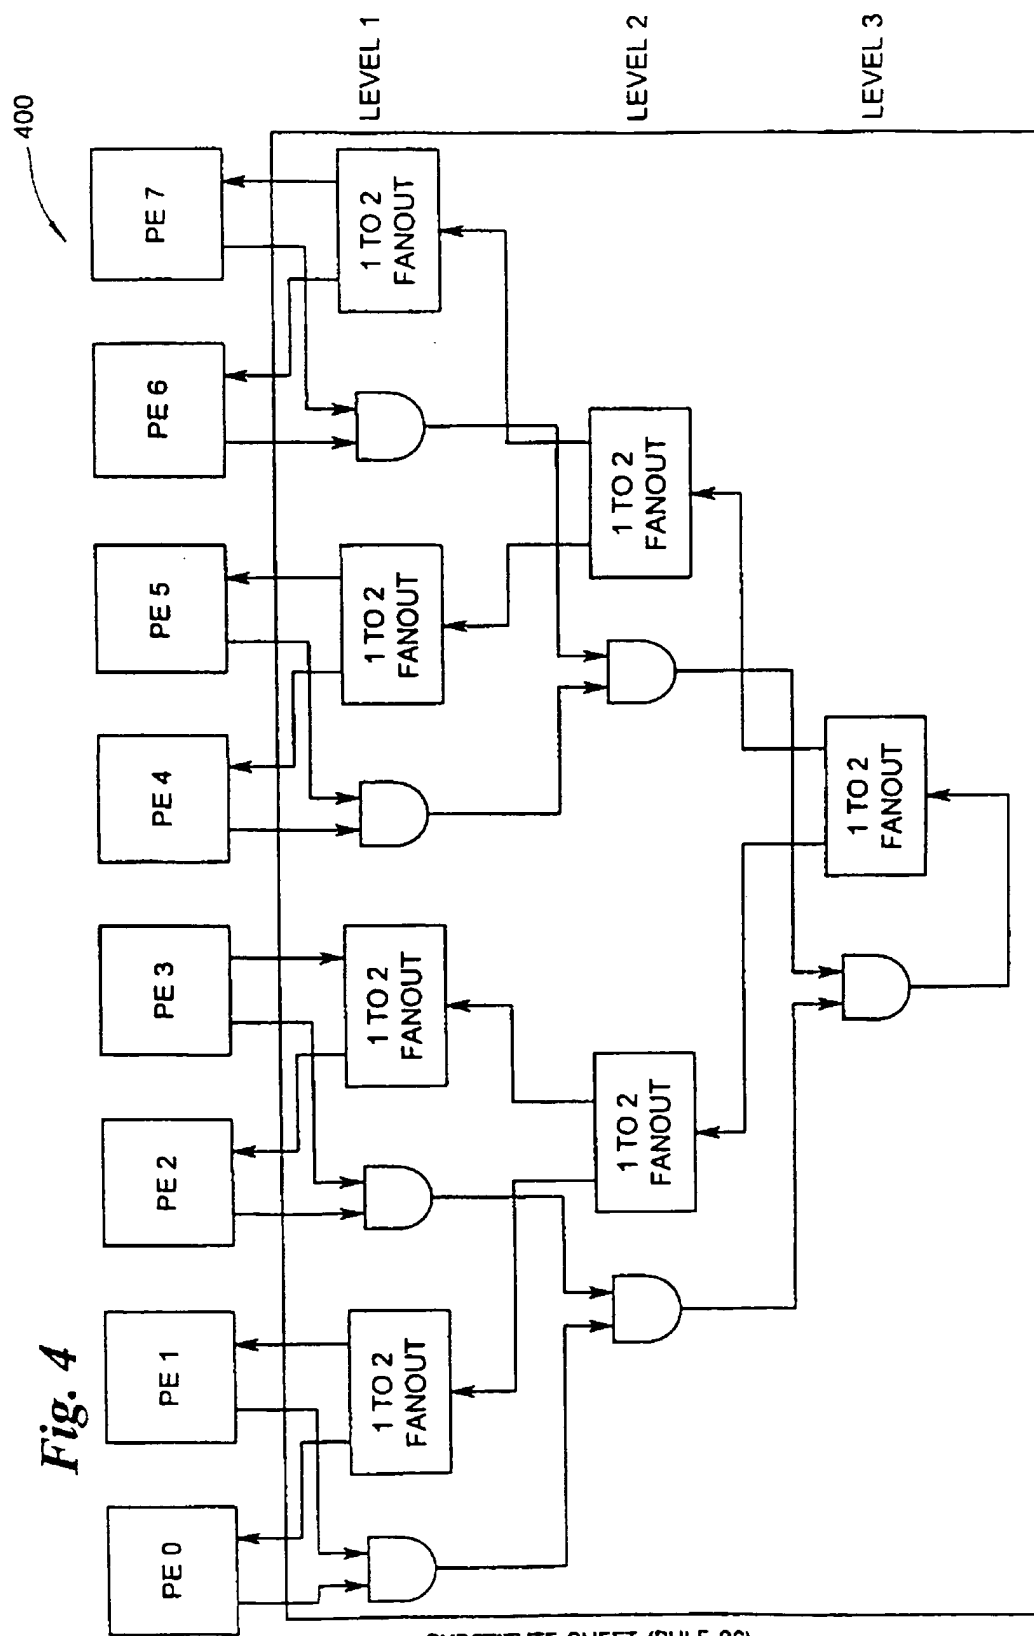 Fig. 4
400
PE 0
PE 1
PE 2
PE 3
PE 4
PE 5
PE 6
PE 7
LEVEL 1
1 TO 2
FANOUT
1 TO 2
FANOUT
1 TO 2
FANOUT
1 TO 2
FANOUT
LEVEL 2
1 TO 2
FANOUT
1 TO 2
FANOUT
LEVEL 3
1 TO 2
FANOUT